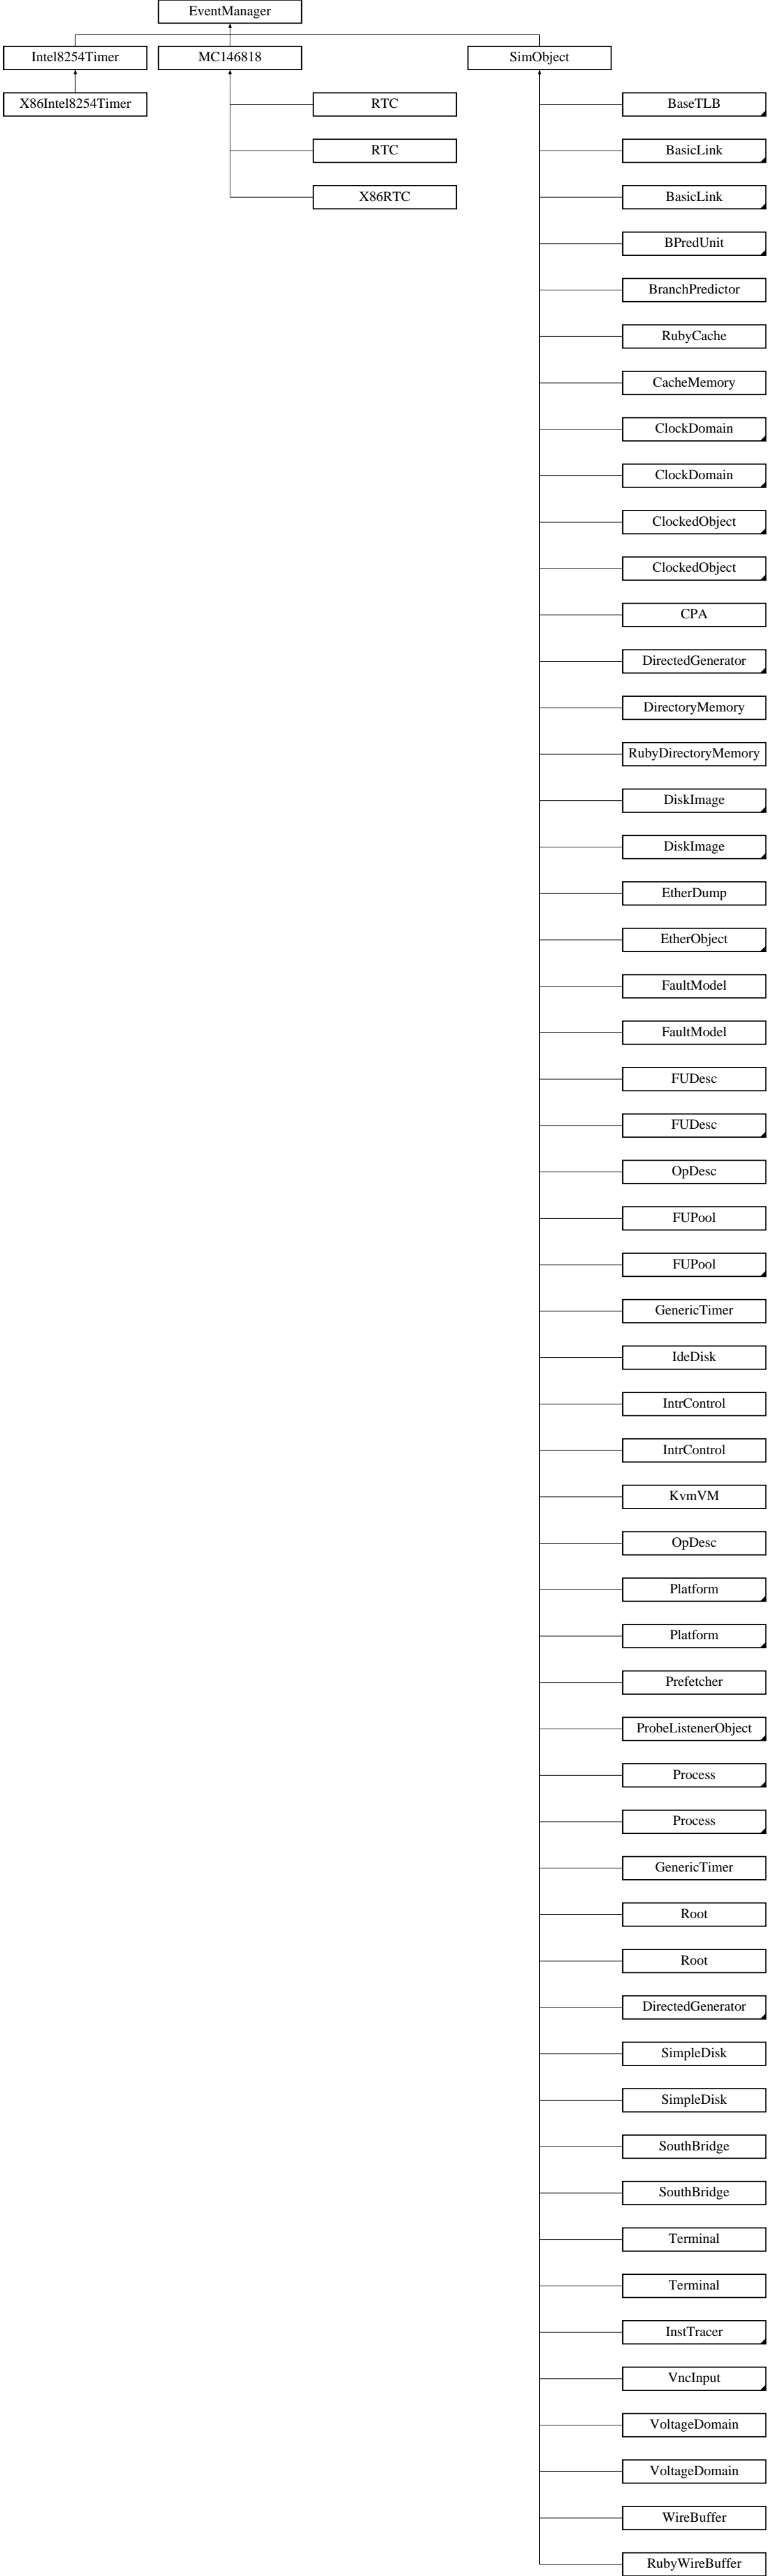 EventManager
Intel8254Timer
MC146818
SimObject
X86Intel8254Timer
RTC
BaseTLB
RTC
BasicLink
X86RTC
BasicLink
BPredUnit
BranchPredictor
RubyCache
CacheMemory
ClockDomain
ClockDomain
ClockedObject
ClockedObject
CPA
DirectedGenerator
DirectoryMemory
RubyDirectoryMemory
DiskImage
DiskImage
EtherDump
EtherObject
FaultModel
FaultModel
FUDesc
FUDesc
OpDesc
FUPool
FUPool
GenericTimer
IdeDisk
IntrControl
IntrControl
KvmVM
OpDesc
Platform
Platform
Prefetcher
ProbeListenerObject
Process
Process
GenericTimer
Root
Root
DirectedGenerator
SimpleDisk
SimpleDisk
SouthBridge
SouthBridge
Terminal
Terminal
InstTracer
VncInput
VoltageDomain
VoltageDomain
WireBuffer
RubyWireBuffer